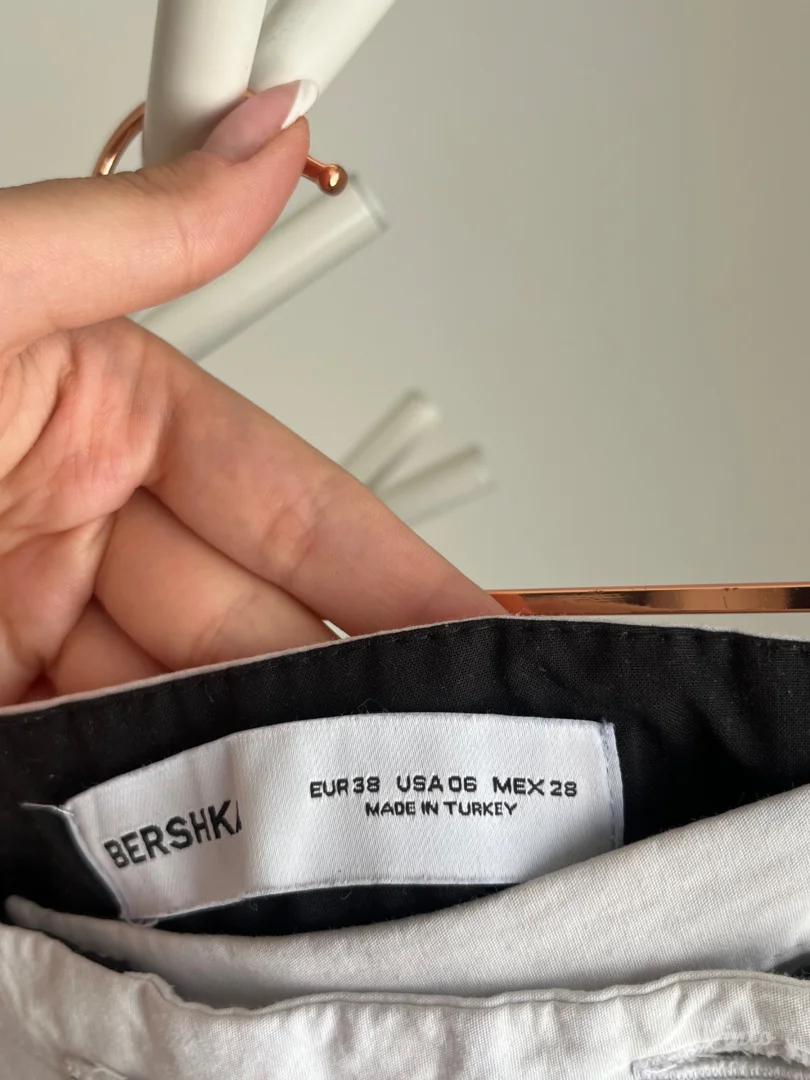 BERSHKA
EUR 38 USA 06 MEX 28
MADE IN TURKEY